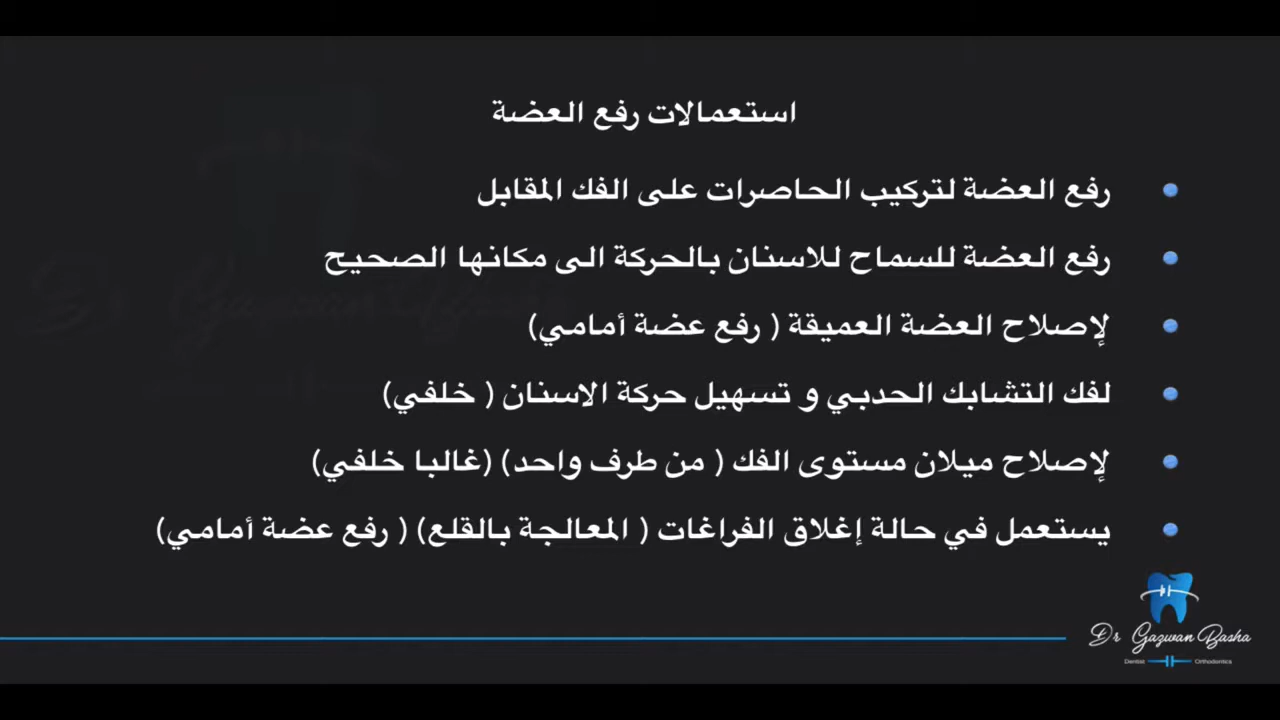 استعمالات رفع العضة
رفع العضة لتركيب الحاصرات على الفك المقابل
رفع العضة للسماح للاسنان بالحركة الى مكانها الصحيح
لإصلاح العضة العميقة ( رفع عضة أمامي)
لفك التشابك الحدبي و تسهيل حركة الاسنان ( خلفي)
لإصلاح ميلان مستوى الفك ( من طرف واحد) (غالبا خلفي)
يستعمل في حالة إغلاق الفراغات ( المعالجة بالقلع) ( رفع عضة أمامي)
Dr Gazwan Basha
Dentist Orthodontics